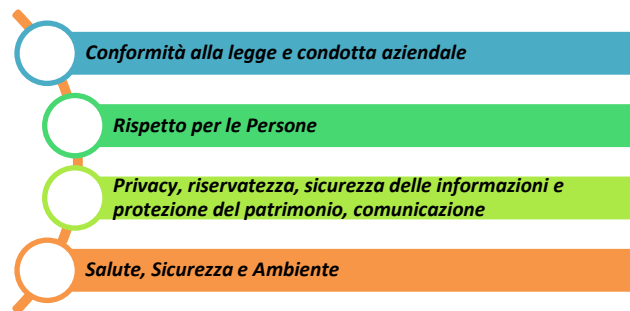 Conformità alla legge e condotta aziendale
Rispetto per le Persone
Privacy, riservatezza, sicurezza delle informazioni e
protezione del patrimonio, comunicazione
Salute, Sicurezza e Ambiente